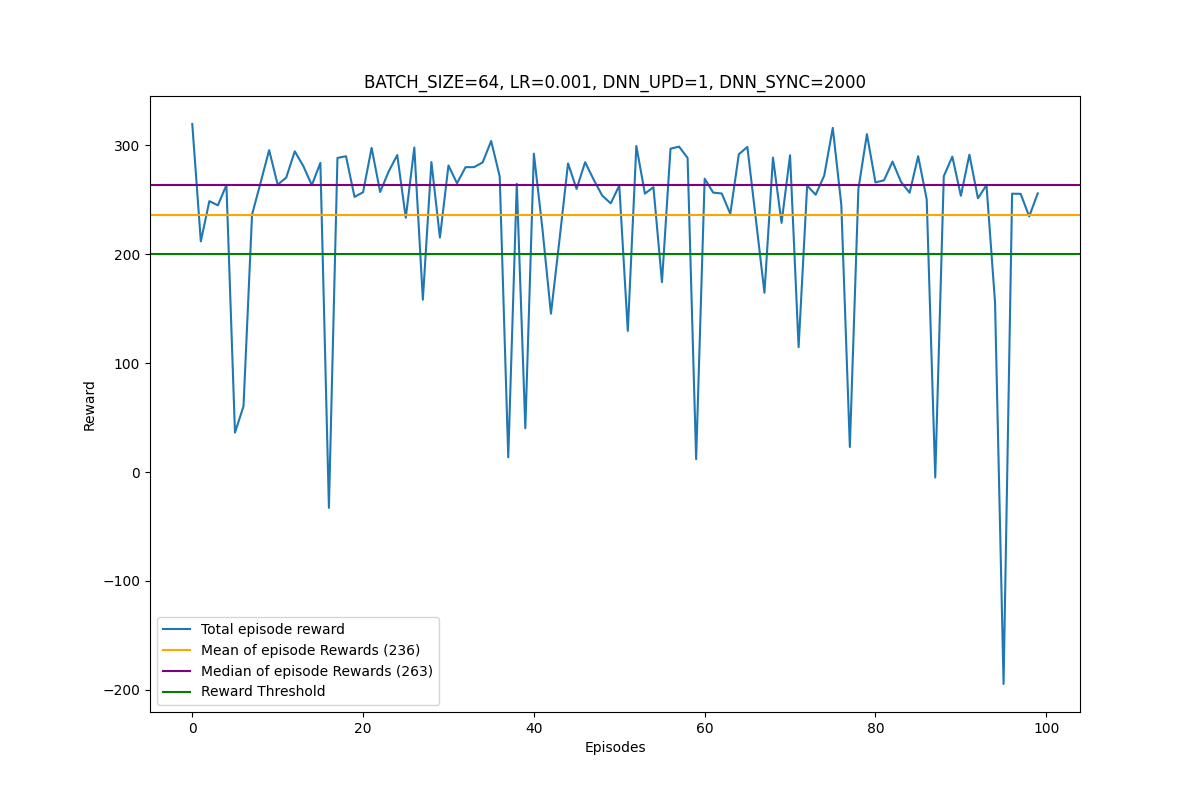 BATCH_SIZE=64, LR=0.001, DNN_UPD=1, DNN_SYNC=2000
300
200
100
0
−100
−200
Reward
Total episode reward
Mean of episode Rewards (236)
Median of episode Rewards (263)
Reward Threshold
0 20 40 60 80 100
Episodes